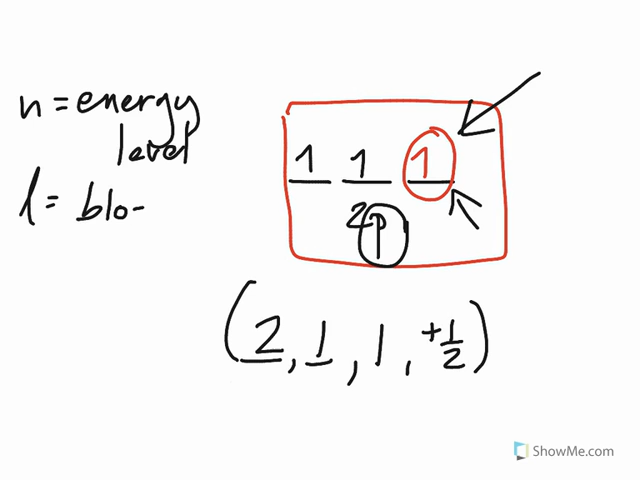 n = energy
level
l = blo-
1 1 1
2p
(2, 1, 1, +1/2)
ShowMe.com